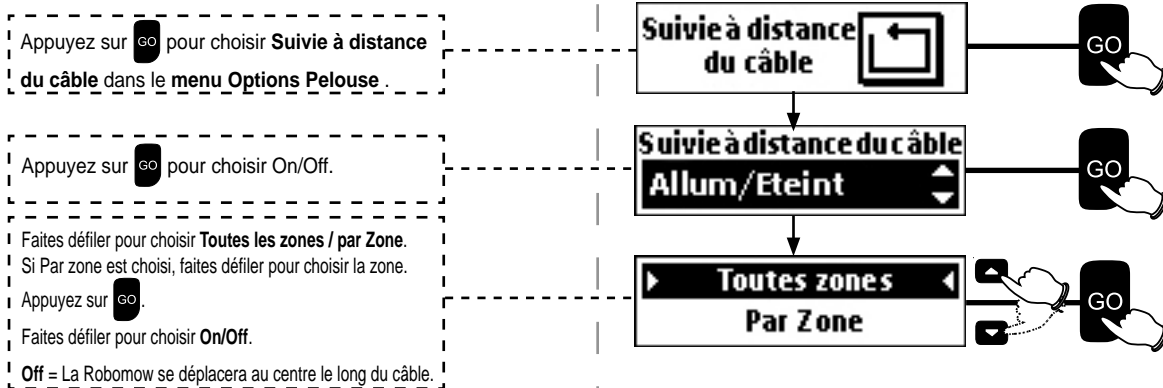 Appuyez sur GO pour choisir Suivie à distance
du câble dans le menu Options Pelouse .
Suivie à distance
du câble
GO
Appuyez sur GO pour choisir On/Off.
Suivie à distance du câble
Allum/Eteint
GO
Faites défiler pour choisir Toutes les zones / par Zone.
Si Par zone est choisi, faites défiler pour choisir la zone.
Appuyez sur GO.
Faites défiler pour choisir On/Off.
Off = La Robomow se déplacera au centre le long du câble.
Toutes zones
Par Zone
GO